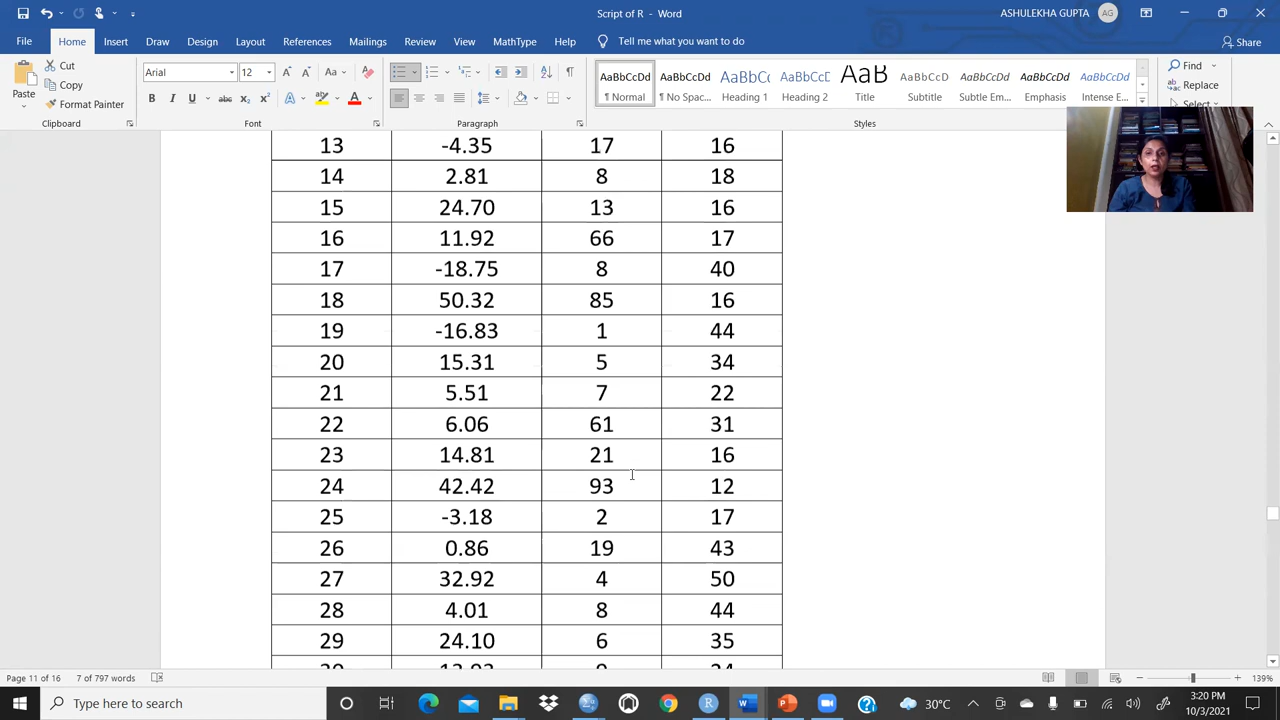 Script of R - Word
ASHULEKHA GUPTA AG
File Home Insert Draw Design Layout References Mailings Review View MathType Help Tell me what you want to do Share
Paste Cut Copy Format Painter
Arial 12
AaBbCcDd AaBbCcDd AaBbCc AaBbCcD AaB AaBbCcD AaBbCcDd AaBbCcDd AaBbCcDd
¶ Normal ¶ No Spac... Heading 1 Heading 2 Title Subtitle Subtle Em... Emphasis Intense E...
Find Replace Select
Clipboard Font Paragraph Styles
13 -4.35 17 16
14 2.81 8 18
15 24.70 13 16
16 11.92 66 17
17 -18.75 8 40
18 50.32 85 16
19 -16.83 1 44
20 15.31 5 34
21 5.51 7 22
22 6.06 61 31
23 14.81 21 16
24 42.42 93 12
25 -3.18 2 17
26 0.86 19 43
27 32.92 4 50
28 4.01 8 44
29 24.10 6 35
Page 11 of 16 7 of 797 words 139%
Type here to search
30°C
3:20 PM
10/3/2021